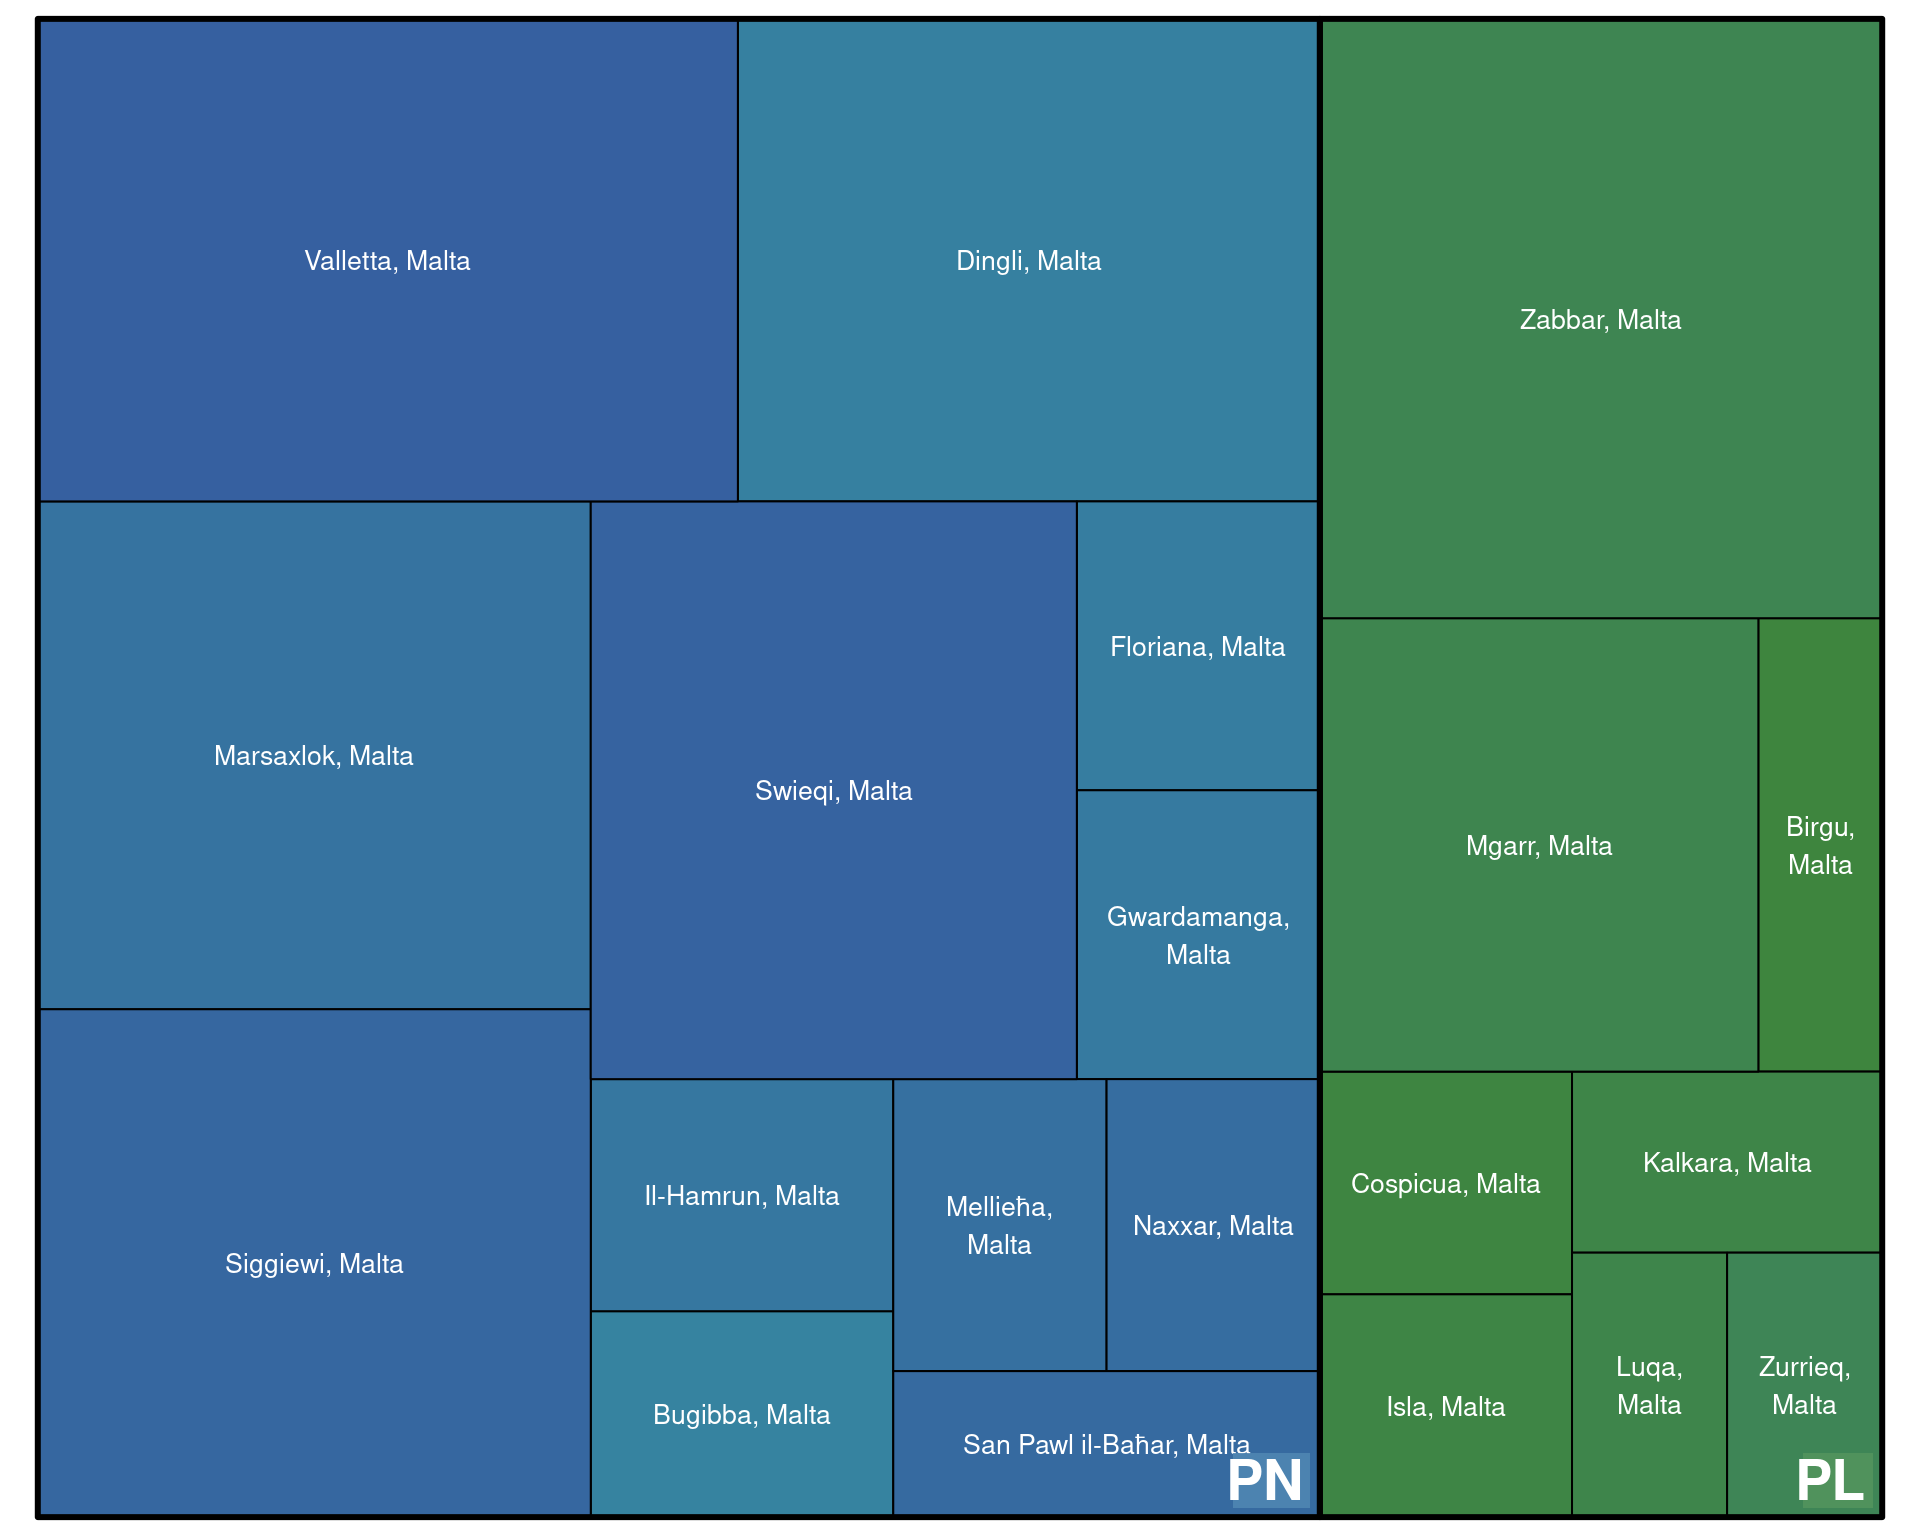 Valletta, Malta
Dingli, Malta
Zabbar, Malta
Marsaxlok, Malta
Swieqi, Malta
Floriana, Malta
Gwardamanga,
Malta
Mgarr, Malta
Birgu,
Malta
Siggiewi, Malta
Il-Hamrun, Malta
Bugibba, Malta
Mellieħa,
Malta
Naxxar, Malta
San Pawl il-Baħar, Malta
PN
Cospicua, Malta
Kalkara, Malta
Isla, Malta
Luqa,
Malta
Zurrieq,
Malta
PL